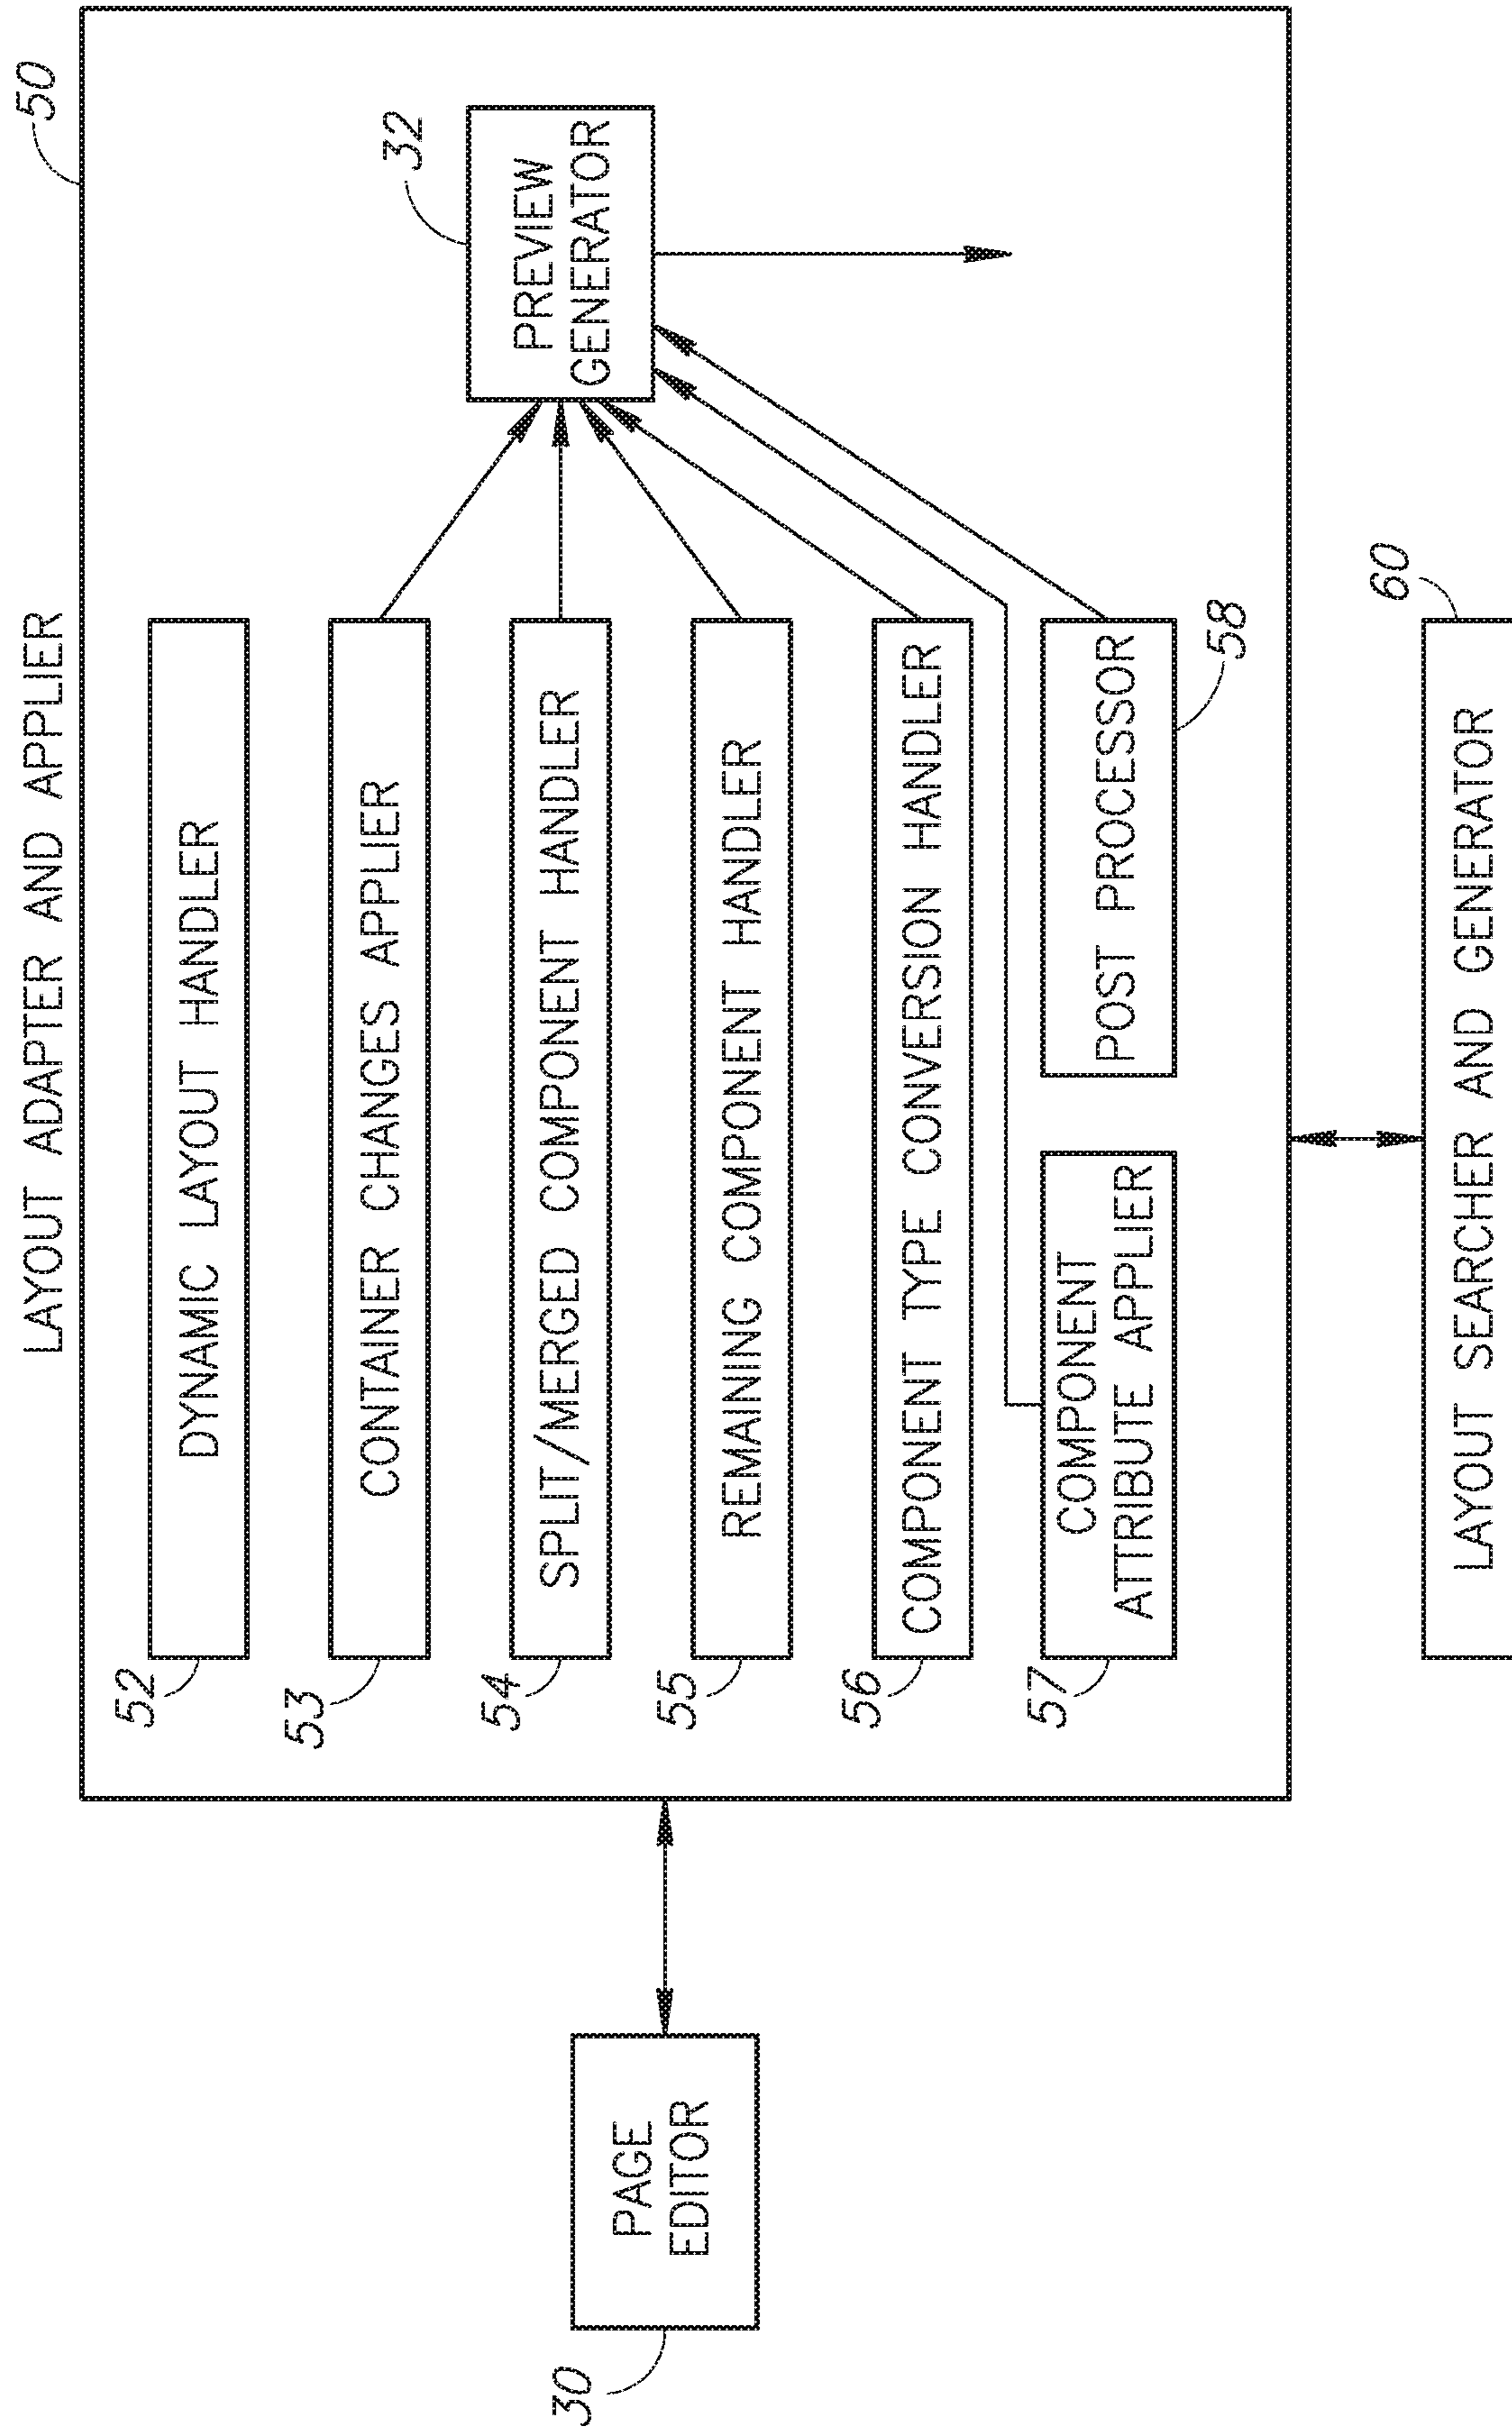 LAYOUT ADAPTER AND APPLIER
50
52
DYNAMIC LAYOUT HANDLER
53
CONTAINER CHANGES APPLIER
32
PREVIEW
GENERATOR
54
SPLIT/MERGED COMPONENT HANDLER
30
PAGE
EDITOR
55
REMAINING COMPONENT HANDLER
56
COMPONENT TYPE CONVERSION HANDLER
57
COMPONENT
ATTRIBUTE APPLIER
POST PROCESSOR
58
60
LAYOUT SEARCHER AND GENERATOR